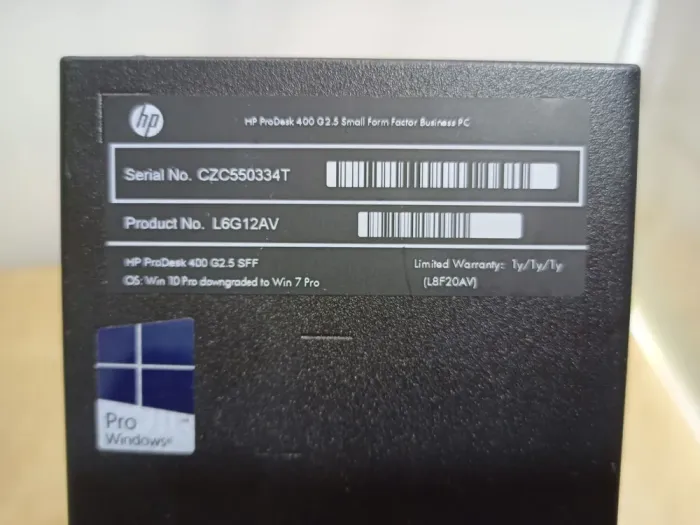 hp
HP ProDesk 400 G2.5 Small Form Factor Business PC
Serial No. CZC550334T
Product No. L6G12AV
HP ProDesk 400 G2.5 SFF
Limited Warranty: 1y/1y/1y
OS: Win 10 Pro downgraded to Win 7 Pro
(L8F20AV)
Pro
Windows®